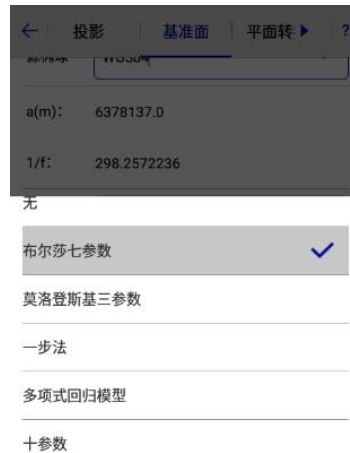 ← 投影 基准面 平面转 ▶ ?
WGS84
a(m): 6378137.0
1/f: 298.2572236
无
布尔莎七参数
莫洛登斯基三参数
一步法
多项式回归模型
十参数